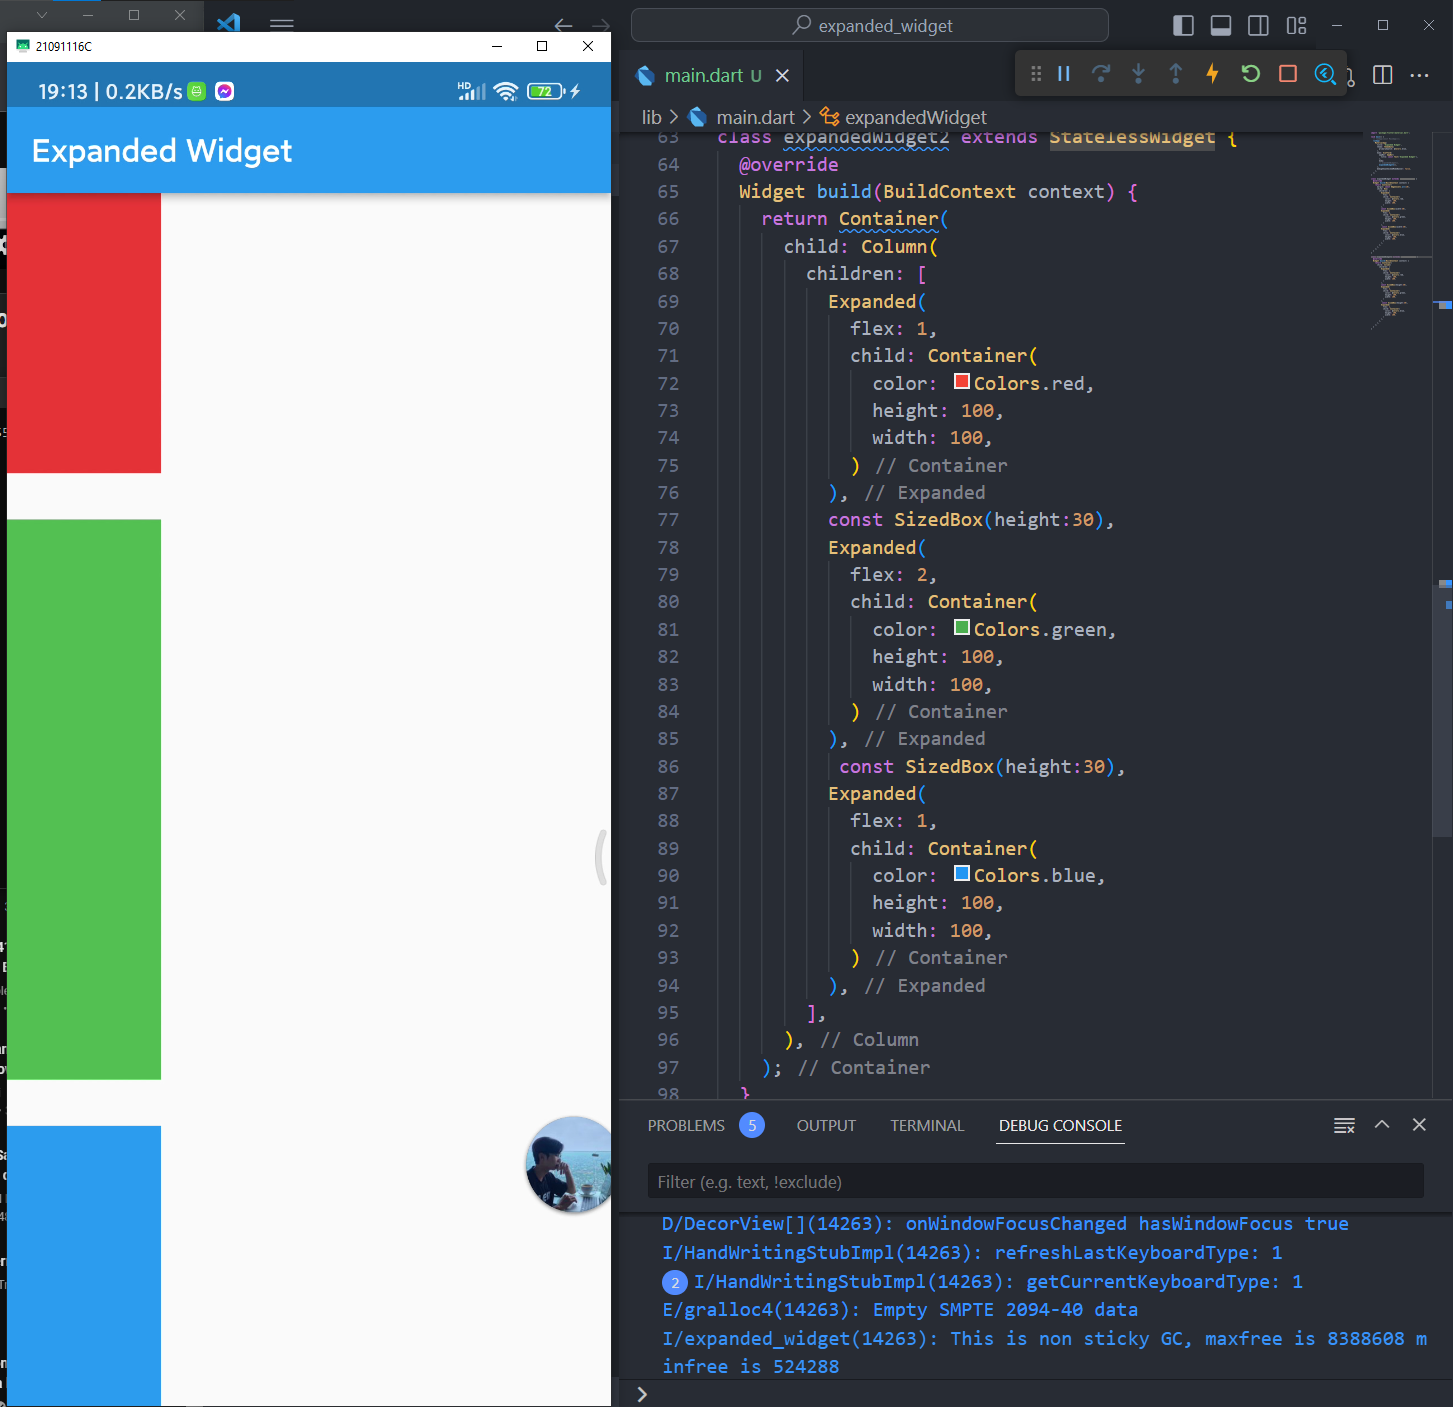 21091116C
19:13 | 0.2KB/s
HD
72
Expanded Widget
expanded_widget
main.dart U
lib > main.dart > expandedWidget
63 class expandedWidget2 extends StatelessWidget {
64 @override
65 Widget build(BuildContext context) {
66 return Container(
67 child: Column(
68 children: [
69 Expanded(
70 flex: 1,
71 child: Container(
72 color: Colors.red,
73 height: 100,
74 width: 100,
75 ) // Container
76 ), // Expanded
77 const SizedBox(height:30),
78 Expanded(
79 flex: 2,
80 child: Container(
81 color: Colors.green,
82 height: 100,
83 width: 100,
84 ) // Container
85 ), // Expanded
86 const SizedBox(height:30),
87 Expanded(
88 flex: 1,
89 child: Container(
90 color: Colors.blue,
91 height: 100,
92 width: 100,
93 ) // Container
94 ), // Expanded
95 ],
96 ), // Column
97 ); // Container
98 }
PROBLEMS 5 OUTPUT TERMINAL DEBUG CONSOLE
Filter (e.g. text, !exclude)
D/DecorView[](14263): onWindowFocusChanged hasWindowFocus true
I/HandWritingStubImpl(14263): refreshLastKeyboardType: 1
2 I/HandWritingStubImpl(14263): getCurrentKeyboardType: 1
E/gralloc4(14263): Empty SMPTE 2094-40 data
I/expanded_widget(14263): This is non sticky GC, maxfree is 8388608 m
infree is 524288
>